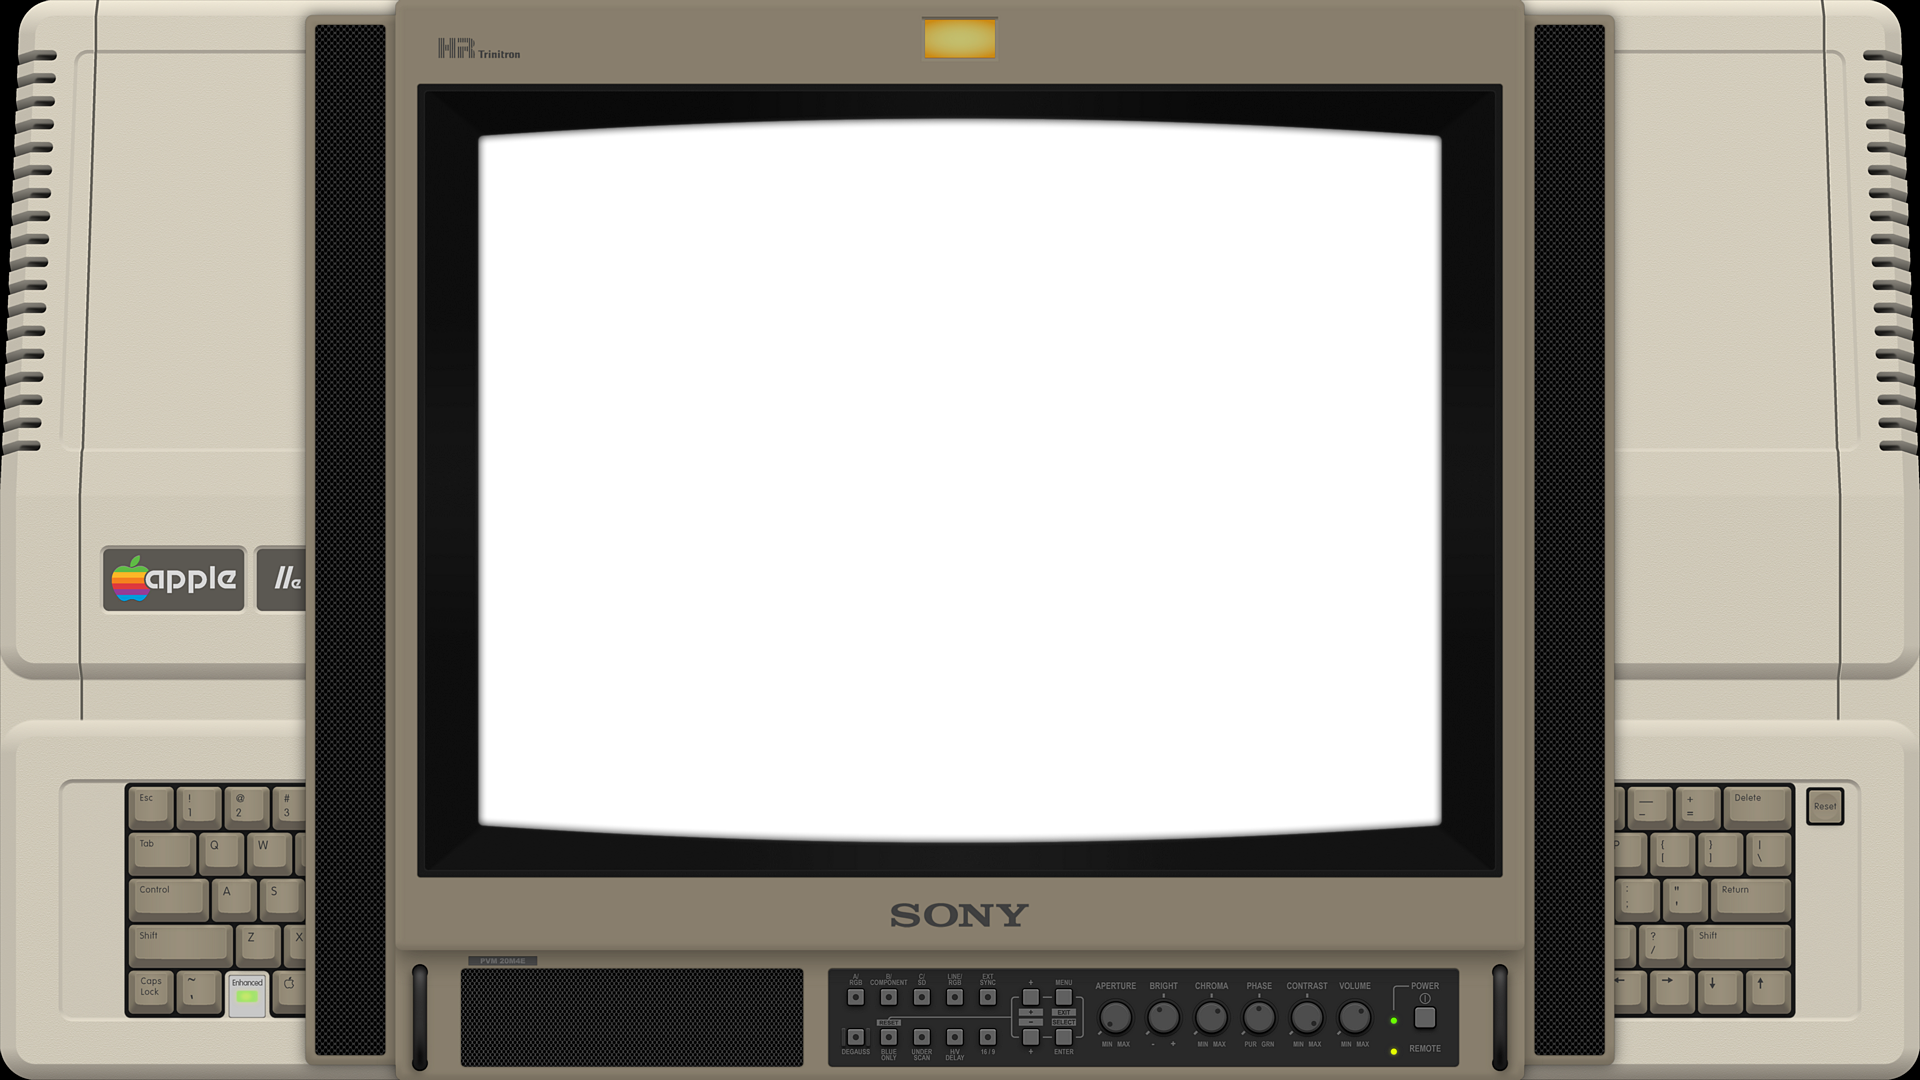 HR Trinitron
apple
//e
SONY
PVM 20M4E
A/ RGB
B/ COMPONENT
C/ SD
LINE/ RGB
EXT SYNC
+
MENU
+
EXIT
−
SELECT
RESET
DEGAUSS
BLUE ONLY
UNDER SCAN
H/V DELAY
16 / 9
+
ENTER
APERTURE
BRIGHT
CHROMA
PHASE
CONTRAST
VOLUME
MIN MAX
- +
MIN MAX
PUR GRN
MIN MAX
MIN MAX
POWER
REMOTE
Esc
! 1
@ 2
# 3
Tab
Q
W
Control
A
S
Shift
Z
X
Caps Lock
~
Enhanced
— -
+ =
Delete
Reset
P
{ [
} ]
| \
: ;
" '
Return
? /
Shift
← → ↓ ↑